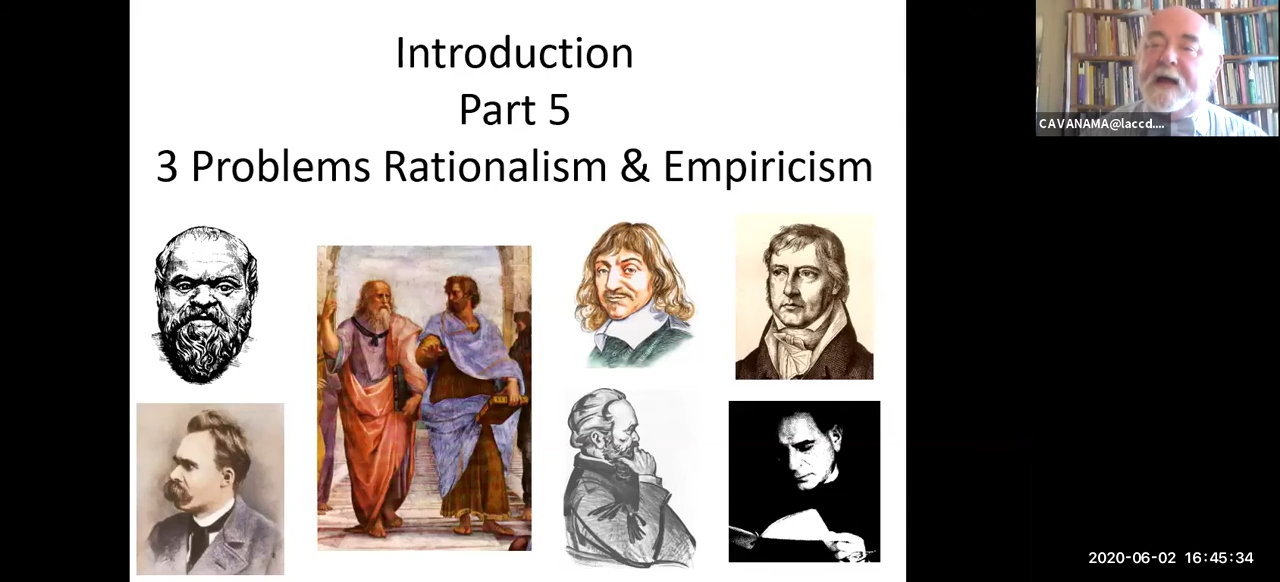 Introduction
Part 5
3 Problems Rationalism & Empiricism
CAVANAMA@laccd....
2020-06-02 16:45:34